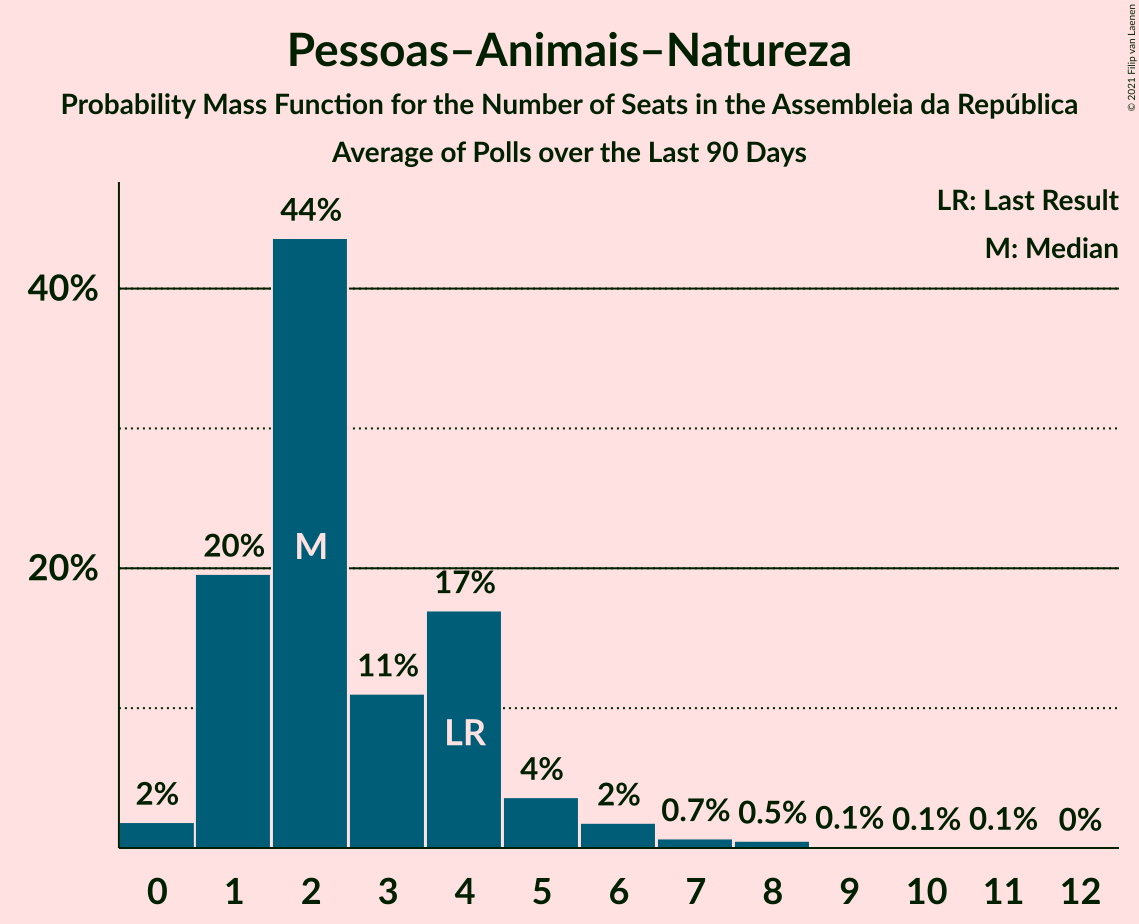 Pessoas–Animais–Natureza
Probability Mass Function for the Number of Seats in the Assembleia da República
Average of Polls over the Last 90 Days
© 2021 Filip van Laenen
LR: Last Result
M: Median
44%
40%
20%
M
20%
17%
11%
LR
2%
4%
2%
0.7%
0.5%
0.1%
0.1%
0.1%
0%
0 1 2 3 4 5 6 7 8 9 10 11 12